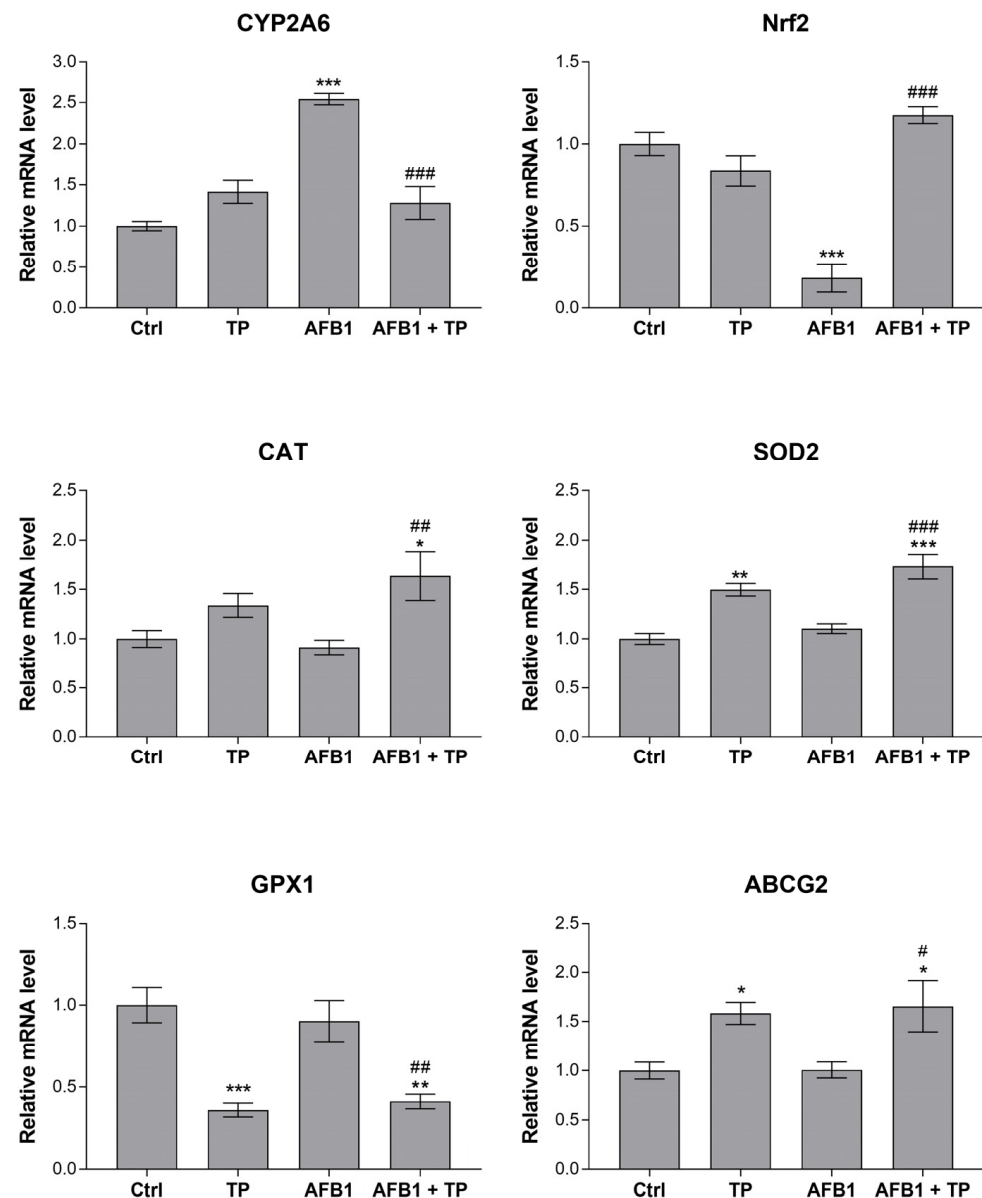 CYP2A6
Relative mRNA level
3.0
2.5
2.0
1.5
1.0
0.5
0.0
***
###
Ctrl TP AFB1 AFB1 + TP
Nrf2
Relative mRNA level
1.5
1.0
0.5
0.0
***
###
Ctrl TP AFB1 AFB1 + TP
CAT
Relative mRNA level
2.5
2.0
1.5
1.0
0.5
0.0
##
*
Ctrl TP AFB1 AFB1 + TP
SOD2
Relative mRNA level
2.5
2.0
1.5
1.0
0.5
0.0
**
###
***
Ctrl TP AFB1 AFB1 + TP
GPX1
Relative mRNA level
1.5
1.0
0.5
0.0
***
##
**
Ctrl TP AFB1 AFB1 + TP
ABCG2
Relative mRNA level
2.5
2.0
1.5
1.0
0.5
0.0
*
#
*
Ctrl TP AFB1 AFB1 + TP